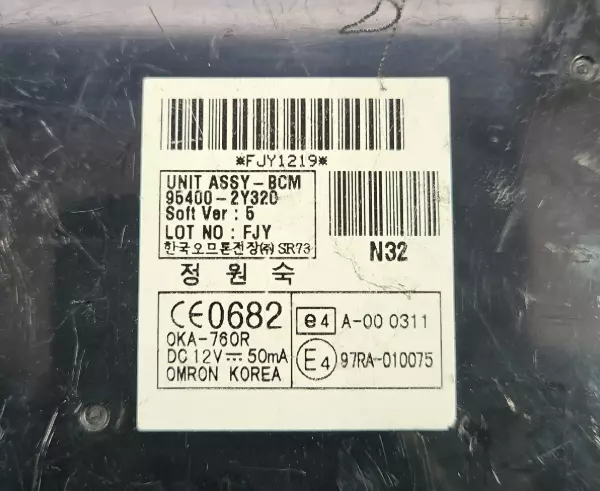 *FJY1219*
UNIT ASSY-BCM
95400-2Y320
Soft Ver : 5
LOT NO : FJY
한국오므론전장㈜ SR73
N32
정 원 숙
CE0682
OKA-760R
DC 12V⎓50mA
OMRON KOREA
e4 A-00 0311
E4 97RA-010075